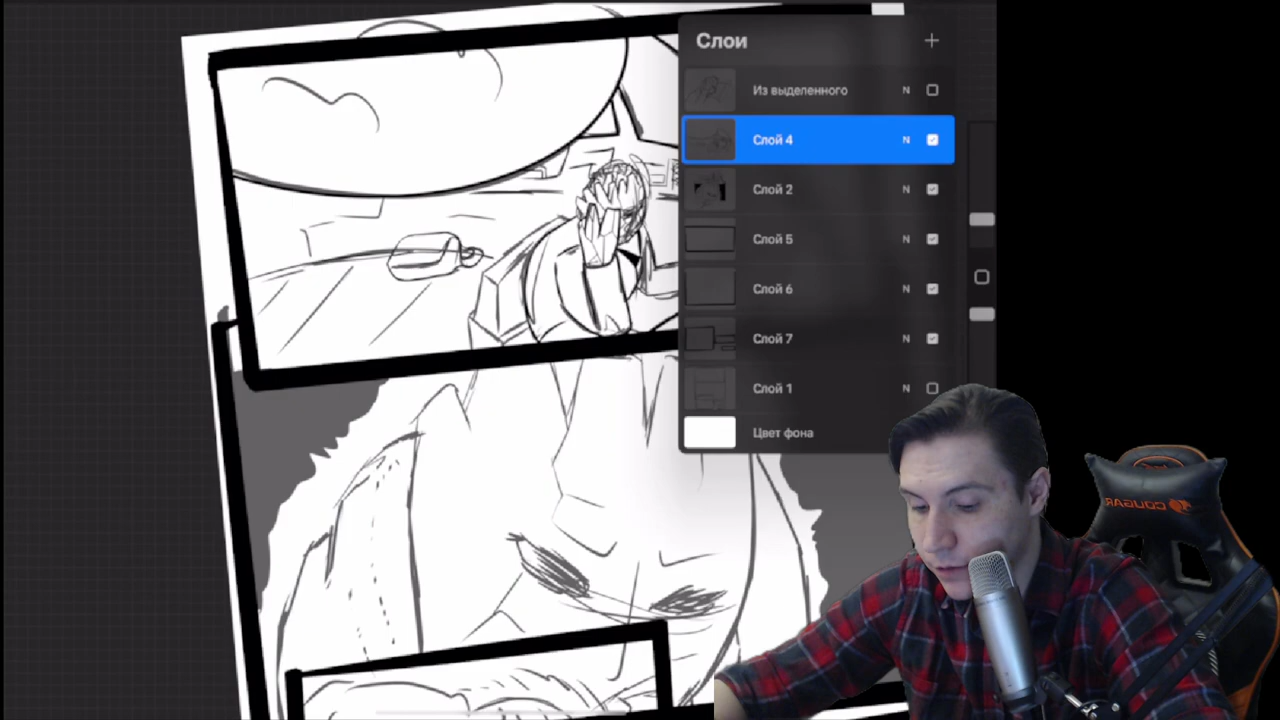 Слои
Из выделенного N
Слой 4 N
Слой 2 N
Слой 5 N
Слой 6 N
Слой 7 N
Слой 1 N
Цвет фона
COUGAR